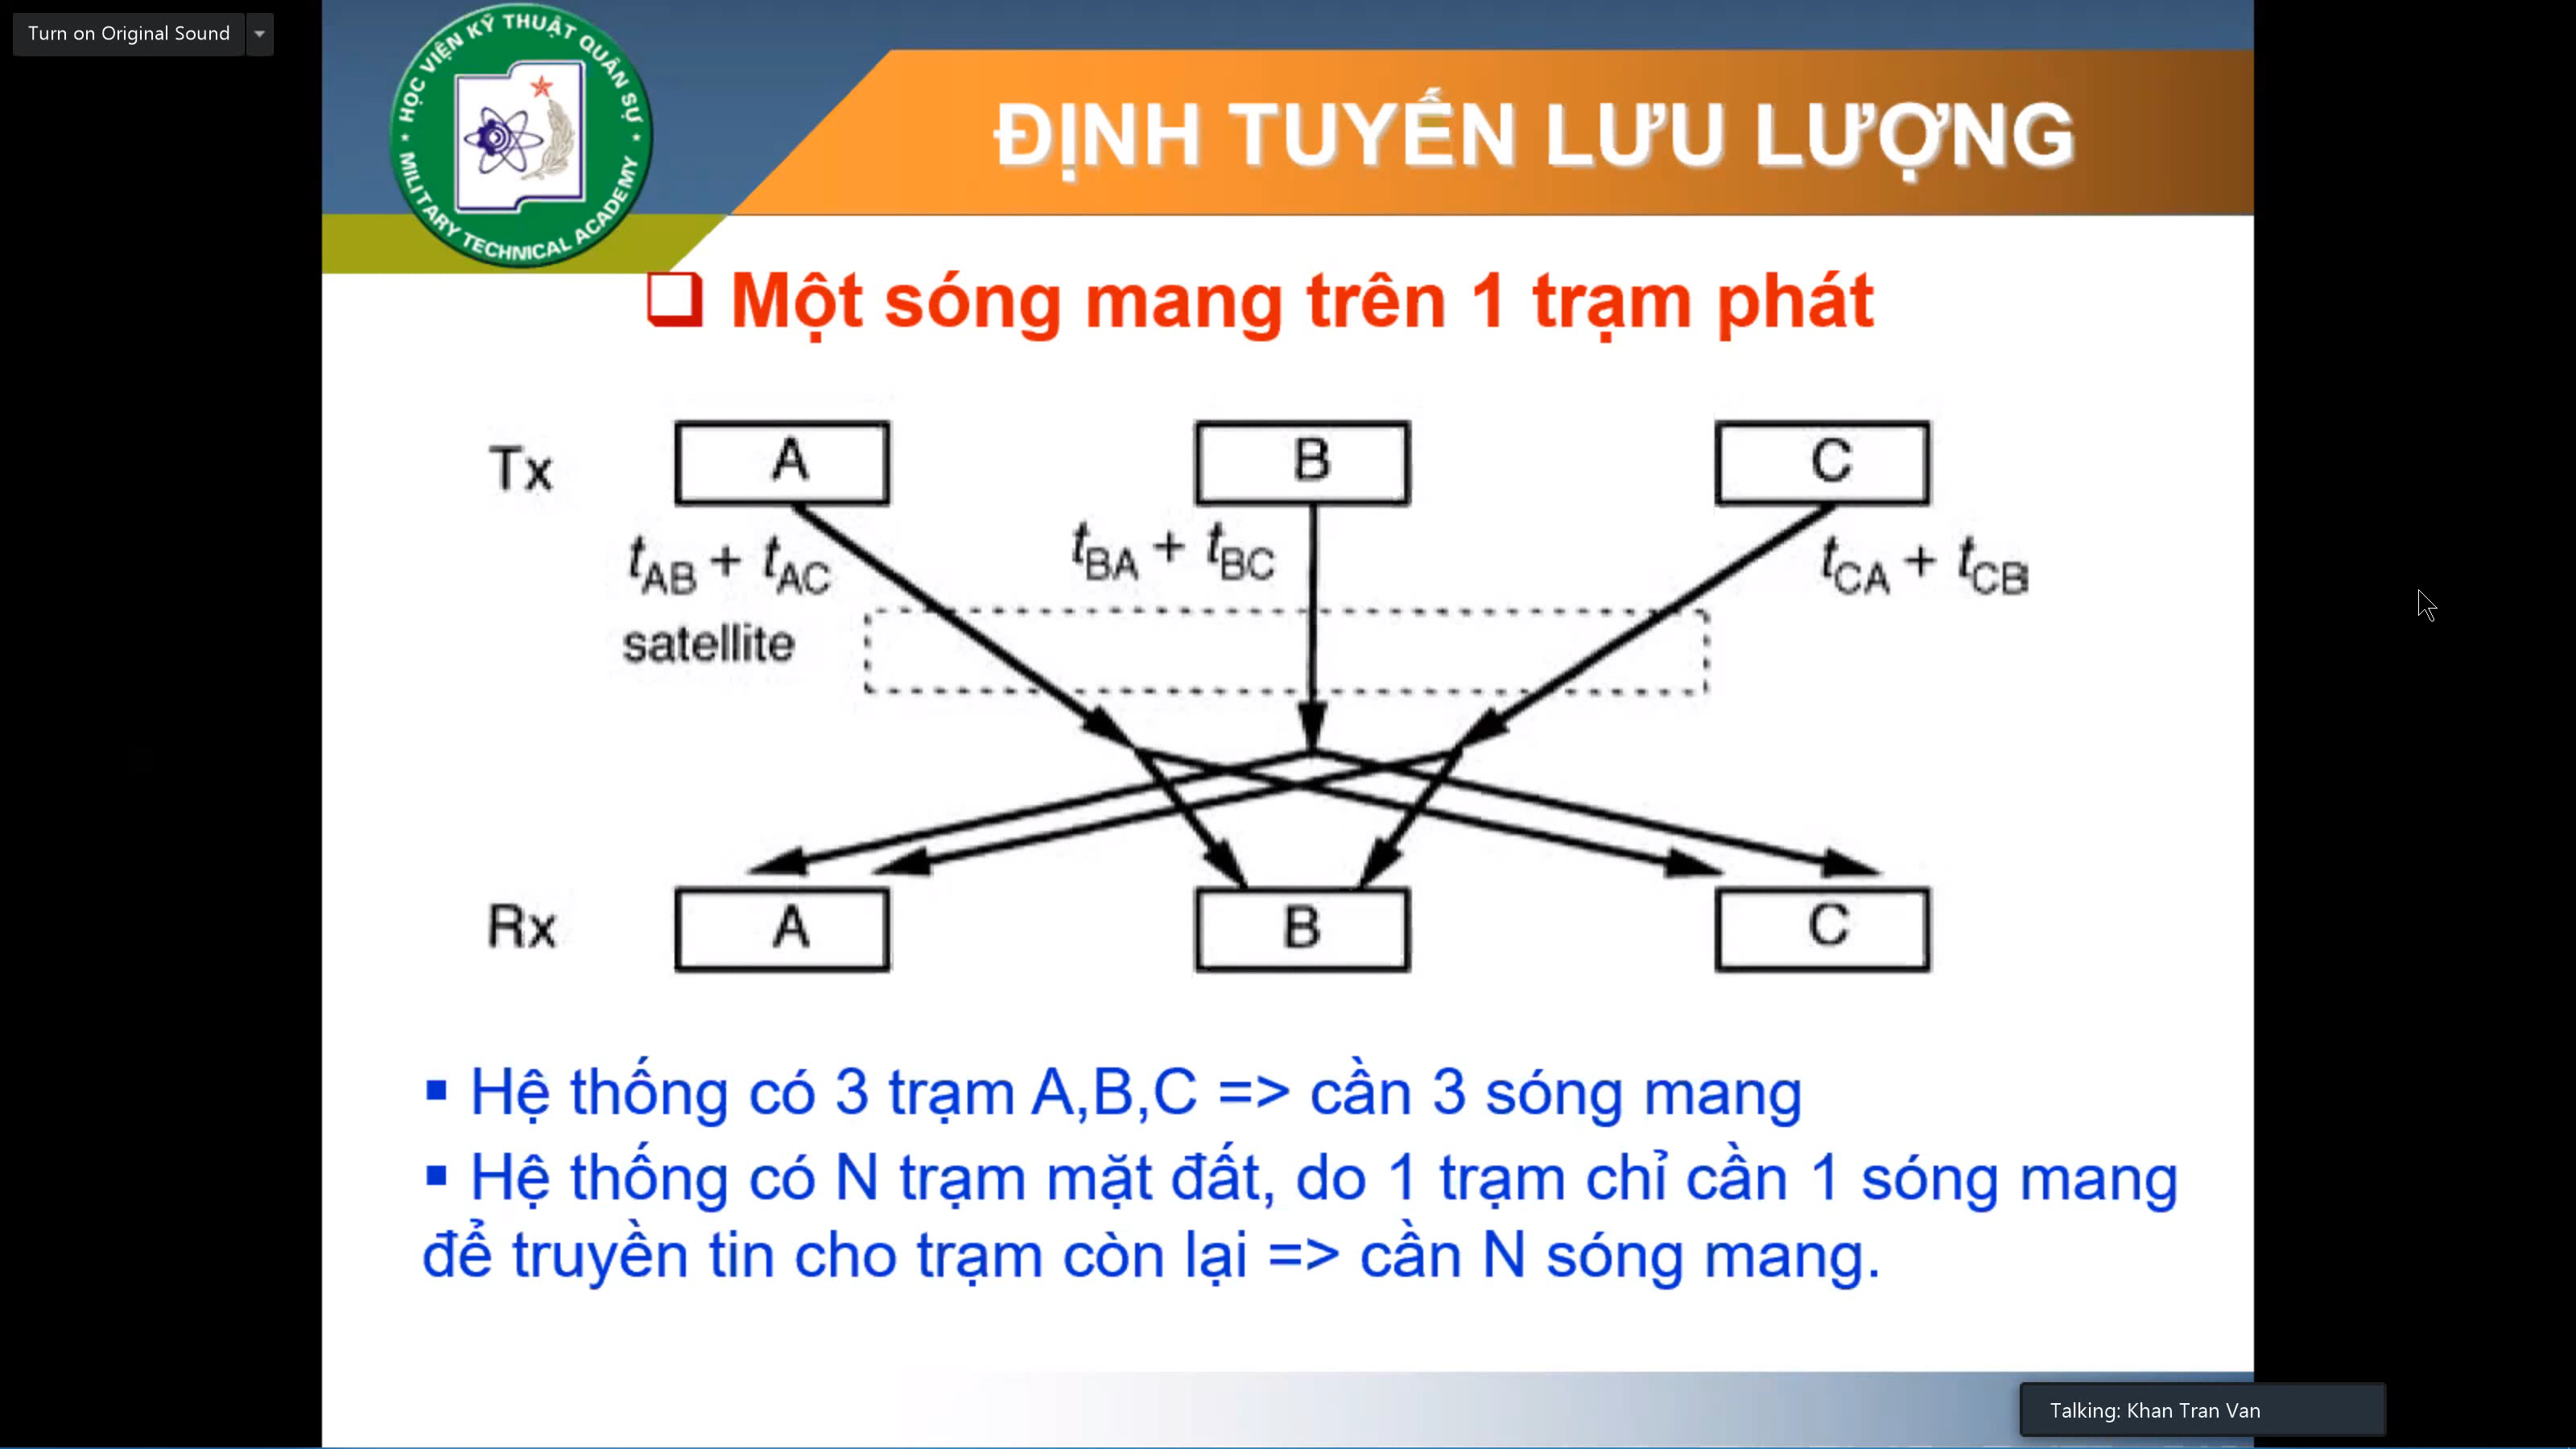 Turn on Original Sound
HỌC VIỆN KỸ THUẬT QUÂN SỰ
MILITARY TECHNICAL ACADEMY
ĐỊNH TUYẾN LƯU LƯỢNG
Một sóng mang trên 1 trạm phát
Tx A B C
tAB + tAC tBA + tBC tCA + tCB
satellite
Rx A B C
▪ Hệ thống có 3 trạm A,B,C => cần 3 sóng mang
▪ Hệ thống có N trạm mặt đất, do 1 trạm chỉ cần 1 sóng mang
để truyền tin cho trạm còn lại => cần N sóng mang.
Talking: Khan Tran Van